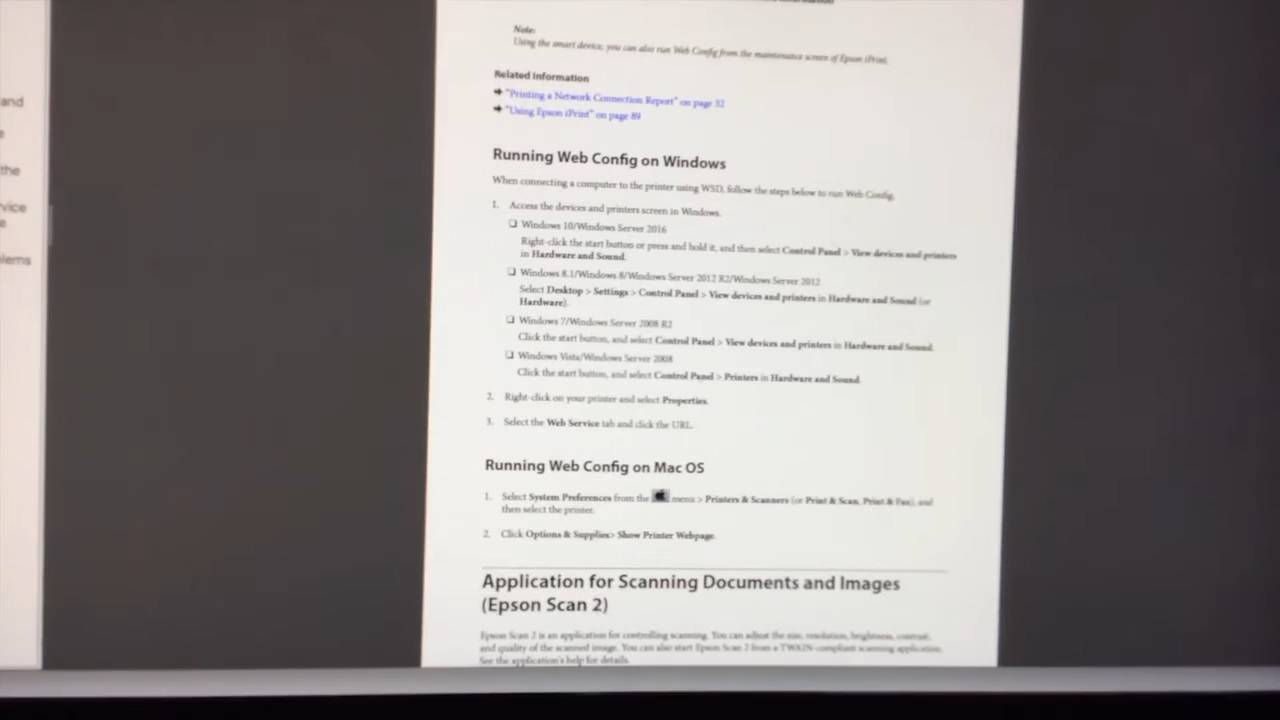 and
the
vice
lems
Note:
Using the smart device, you can also run Web Config from the maintenance screen of Epson iPrint.
Related Information
➔ "Printing a Network Connection Report" on page 32
➔ "Using Epson iPrint" on page 89
Running Web Config on Windows
When connecting a computer to the printer using WSD, follow the steps below to run Web Config.
1. Access the devices and printers screen in Windows.
❏ Windows 10/Windows Server 2016
Right-click the start button or press and hold it, and then select Control Panel > View devices and printers
in Hardware and Sound.
❏ Windows 8.1/Windows 8/Windows Server 2012 R2/Windows Server 2012
Select Desktop > Settings > Control Panel > View devices and printers in Hardware and Sound (or
Hardware).
❏ Windows 7/Windows Server 2008 R2
Click the start button, and select Control Panel > View devices and printers in Hardware and Sound.
❏ Windows Vista/Windows Server 2008
Click the start button, and select Control Panel > Printers in Hardware and Sound.
2. Right-click on your printer and select Properties.
3. Select the Web Service tab and click the URL.
Running Web Config on Mac OS
1. Select System Preferences from the menu > Printers & Scanners (or Print & Scan, Print & Fax), and
then select the printer.
2. Click Options & Supplies> Show Printer Webpage.
Application for Scanning Documents and Images
(Epson Scan 2)
Epson Scan 2 is an application for controlling scanning. You can adjust the size, resolution, brightness, contrast,
and quality of the scanned image. You can also start Epson Scan 2 from a TWAIN-compliant scanning application.
See the application's help for details.